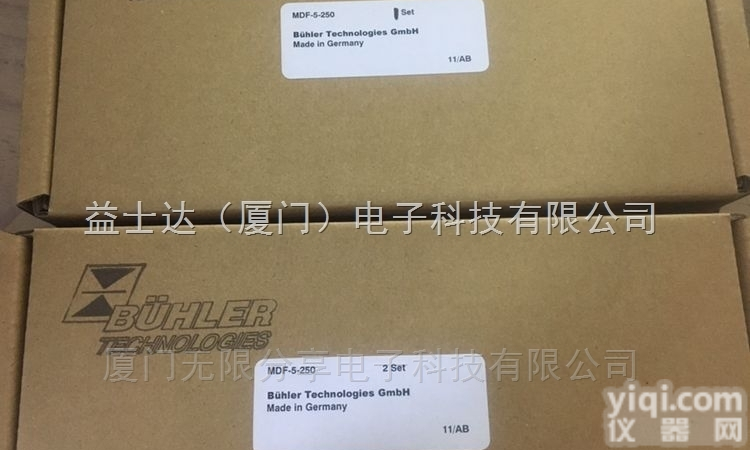 MDF-5-250 1 Set
Bühler Technologies GmbH
Made in Germany
11/AB
益士达（厦门）电子科技有限公司
BÜHLER
TECHNOLOGIES
厦门无限分享电子科技有限公司
MDF-5-250 2 Set
Bühler Technologies GmbH
Made in Germany
11/AB
yiqi.com
仪器网